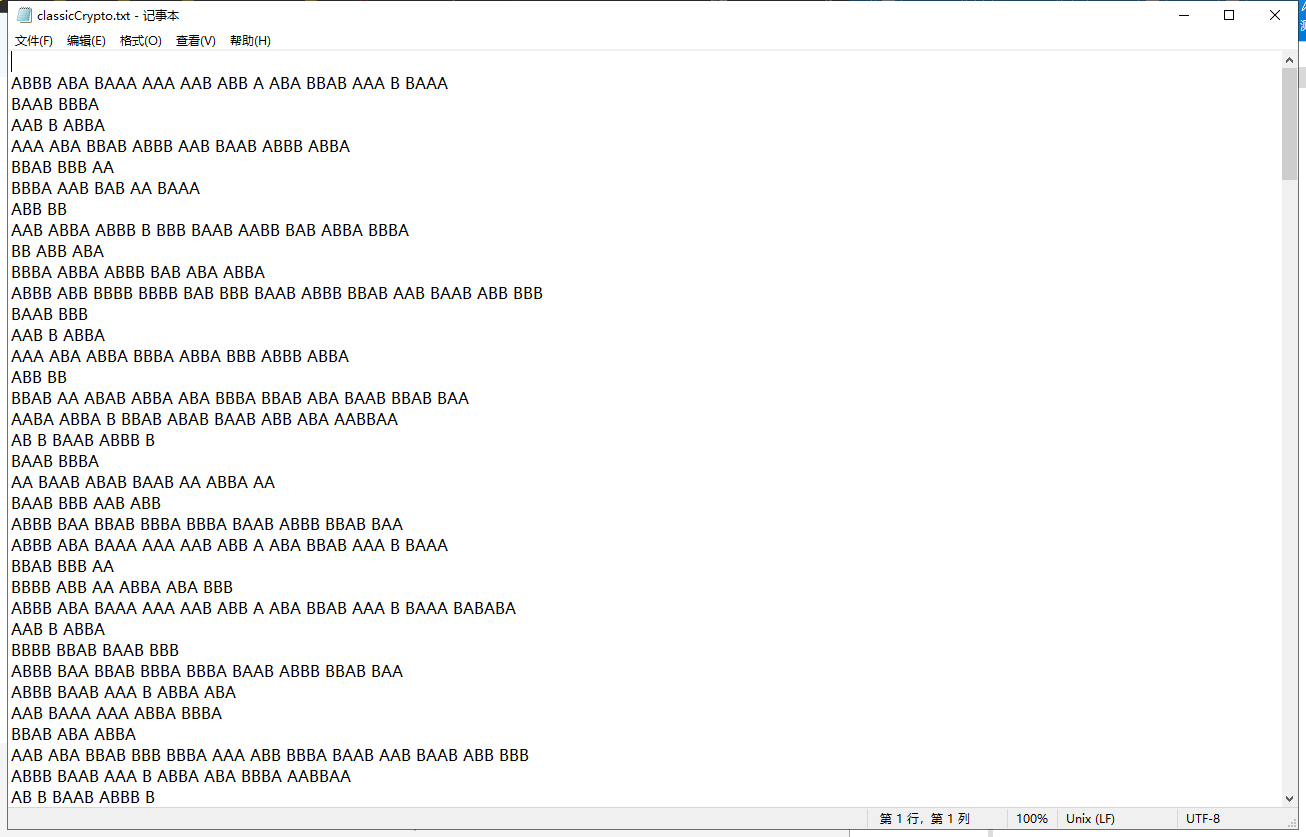 classicCrypto.txt - 记事本
文件(F) 编辑(E) 格式(O) 查看(V) 帮助(H)
ABBB ABA BAAA AAA AAB ABB A ABA BBAB AAA B BAAA
BAAB BBBA
AAB B ABBA
AAA ABA BBAB ABBB AAB BAAB ABBB ABBA
BBAB BBB AA
BBBA AAB BAB AA BAAA
ABB BB
AAB ABBA ABBB B BBB BAAB AABB BAB ABBA BBBA
BB ABB ABA
BBBA ABBA ABBB BAB ABA ABBA
ABBB ABB BBBB BBBB BAB BBB BAAB ABBB BBAB AAB BAAB ABB BBB
BAAB BBB
AAB B ABBA
AAA ABA ABBA BBBA ABBA BBB ABBB ABBA
ABB BB
BBAB AA ABAB ABBA ABA BBBA BBAB ABA BAAB BBAB BAA
AABA ABBA B BBAB ABAB BAAB ABB ABA AABBAA
AB B BAAB ABBB B
BAAB BBBA
AA BAAB ABAB BAAB AA ABBA AA
BAAB BBB AAB ABB
ABBB BAA BBAB BBBA BBBA BAAB ABBB BBAB BAA
ABBB ABA BAAA AAA AAB ABB A ABA BBAB AAA B BAAA
BBAB BBB AA
BBBB ABB AA ABBA ABA BBB
ABBB ABA BAAA AAA AAB ABB A ABA BBAB AAA B BAAA BABABA
AAB B ABBA
BBBB BBAB BAAB BBB
ABBB BAA BBAB BBBA BBBA BAAB ABBB BBAB BAA
ABBB BAAB AAA B ABBA ABA
AAB BAAA AAA ABBA BBBA
BBAB ABA ABBA
AAB ABA BBAB BBB BBBA AAA ABB BBBA BAAB AAB BAAB ABB BBB
ABBB BAAB AAA B ABBA ABA BBBA AABBAA
AB B BAAB ABBB B
第 1 行，第 1 列 100% Unix (LF) UTF-8